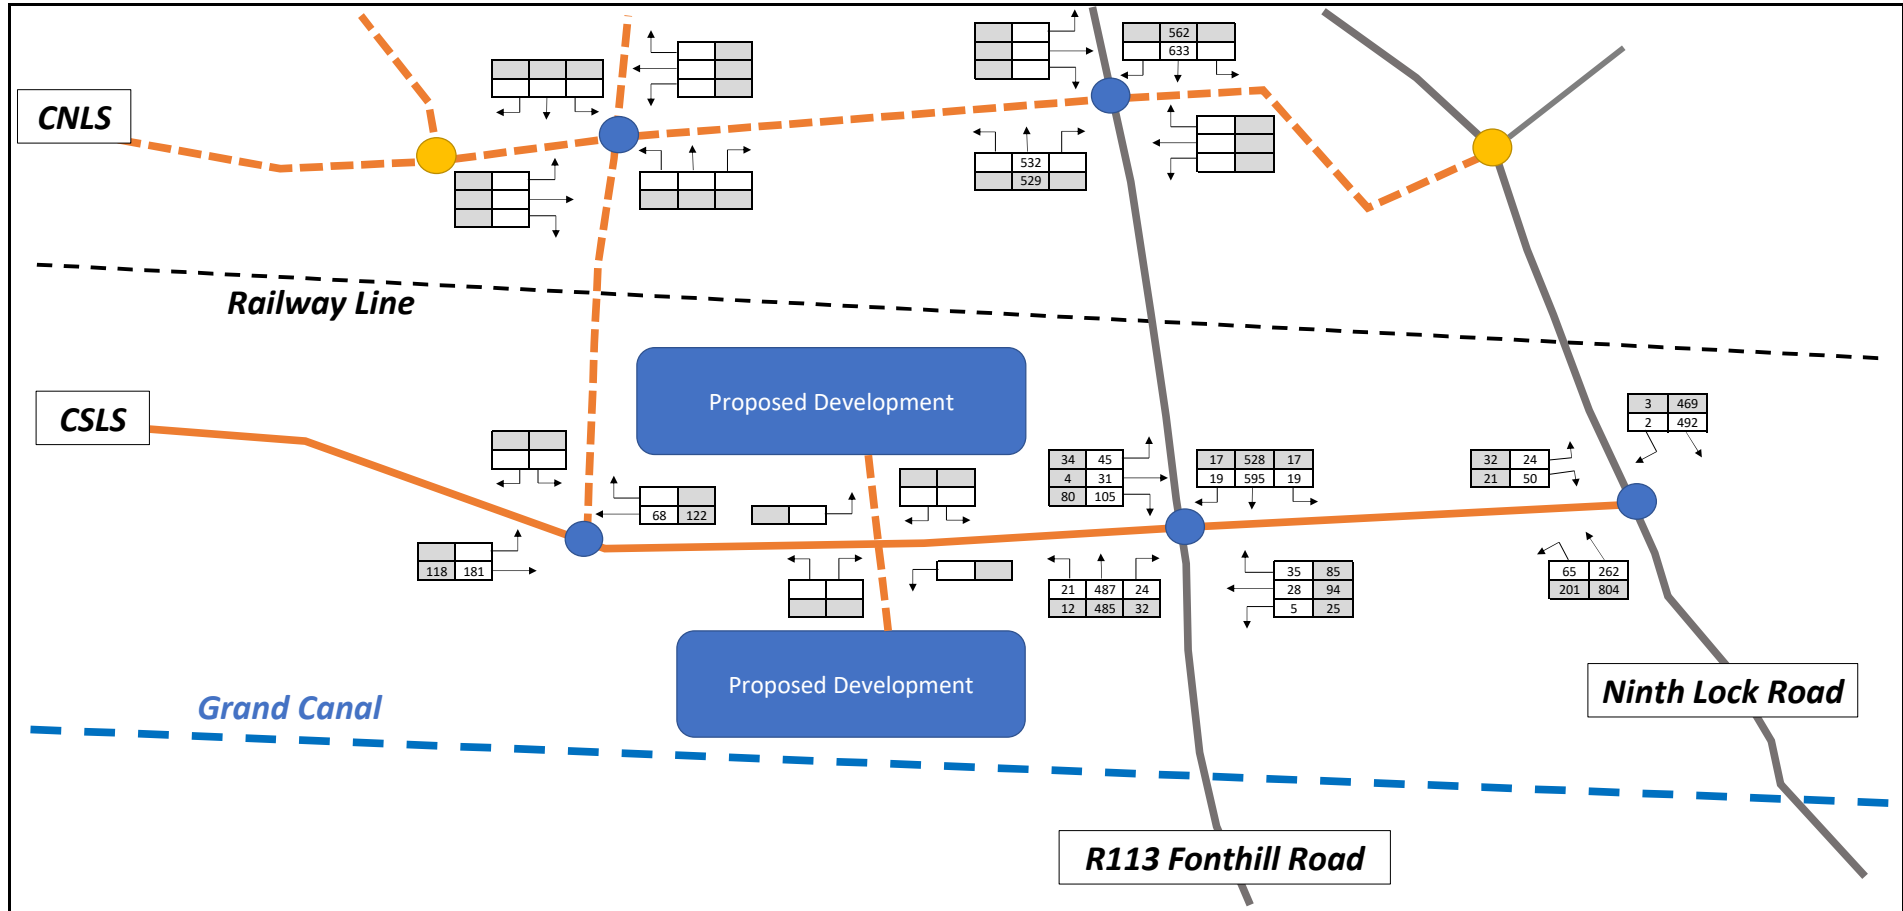 562
633
CNLS
532
529
Railway Line
Proposed Development
CSLS
3 469
2 492
34 45
4 31
80 105
17 528 17
19 595 19
32 24
21 50
68 122
118 181
21 487 24
12 485 32
35 85
28 94
5 25
65 262
201 804
Proposed Development
Ninth Lock Road
Grand Canal
R113 Fonthill Road